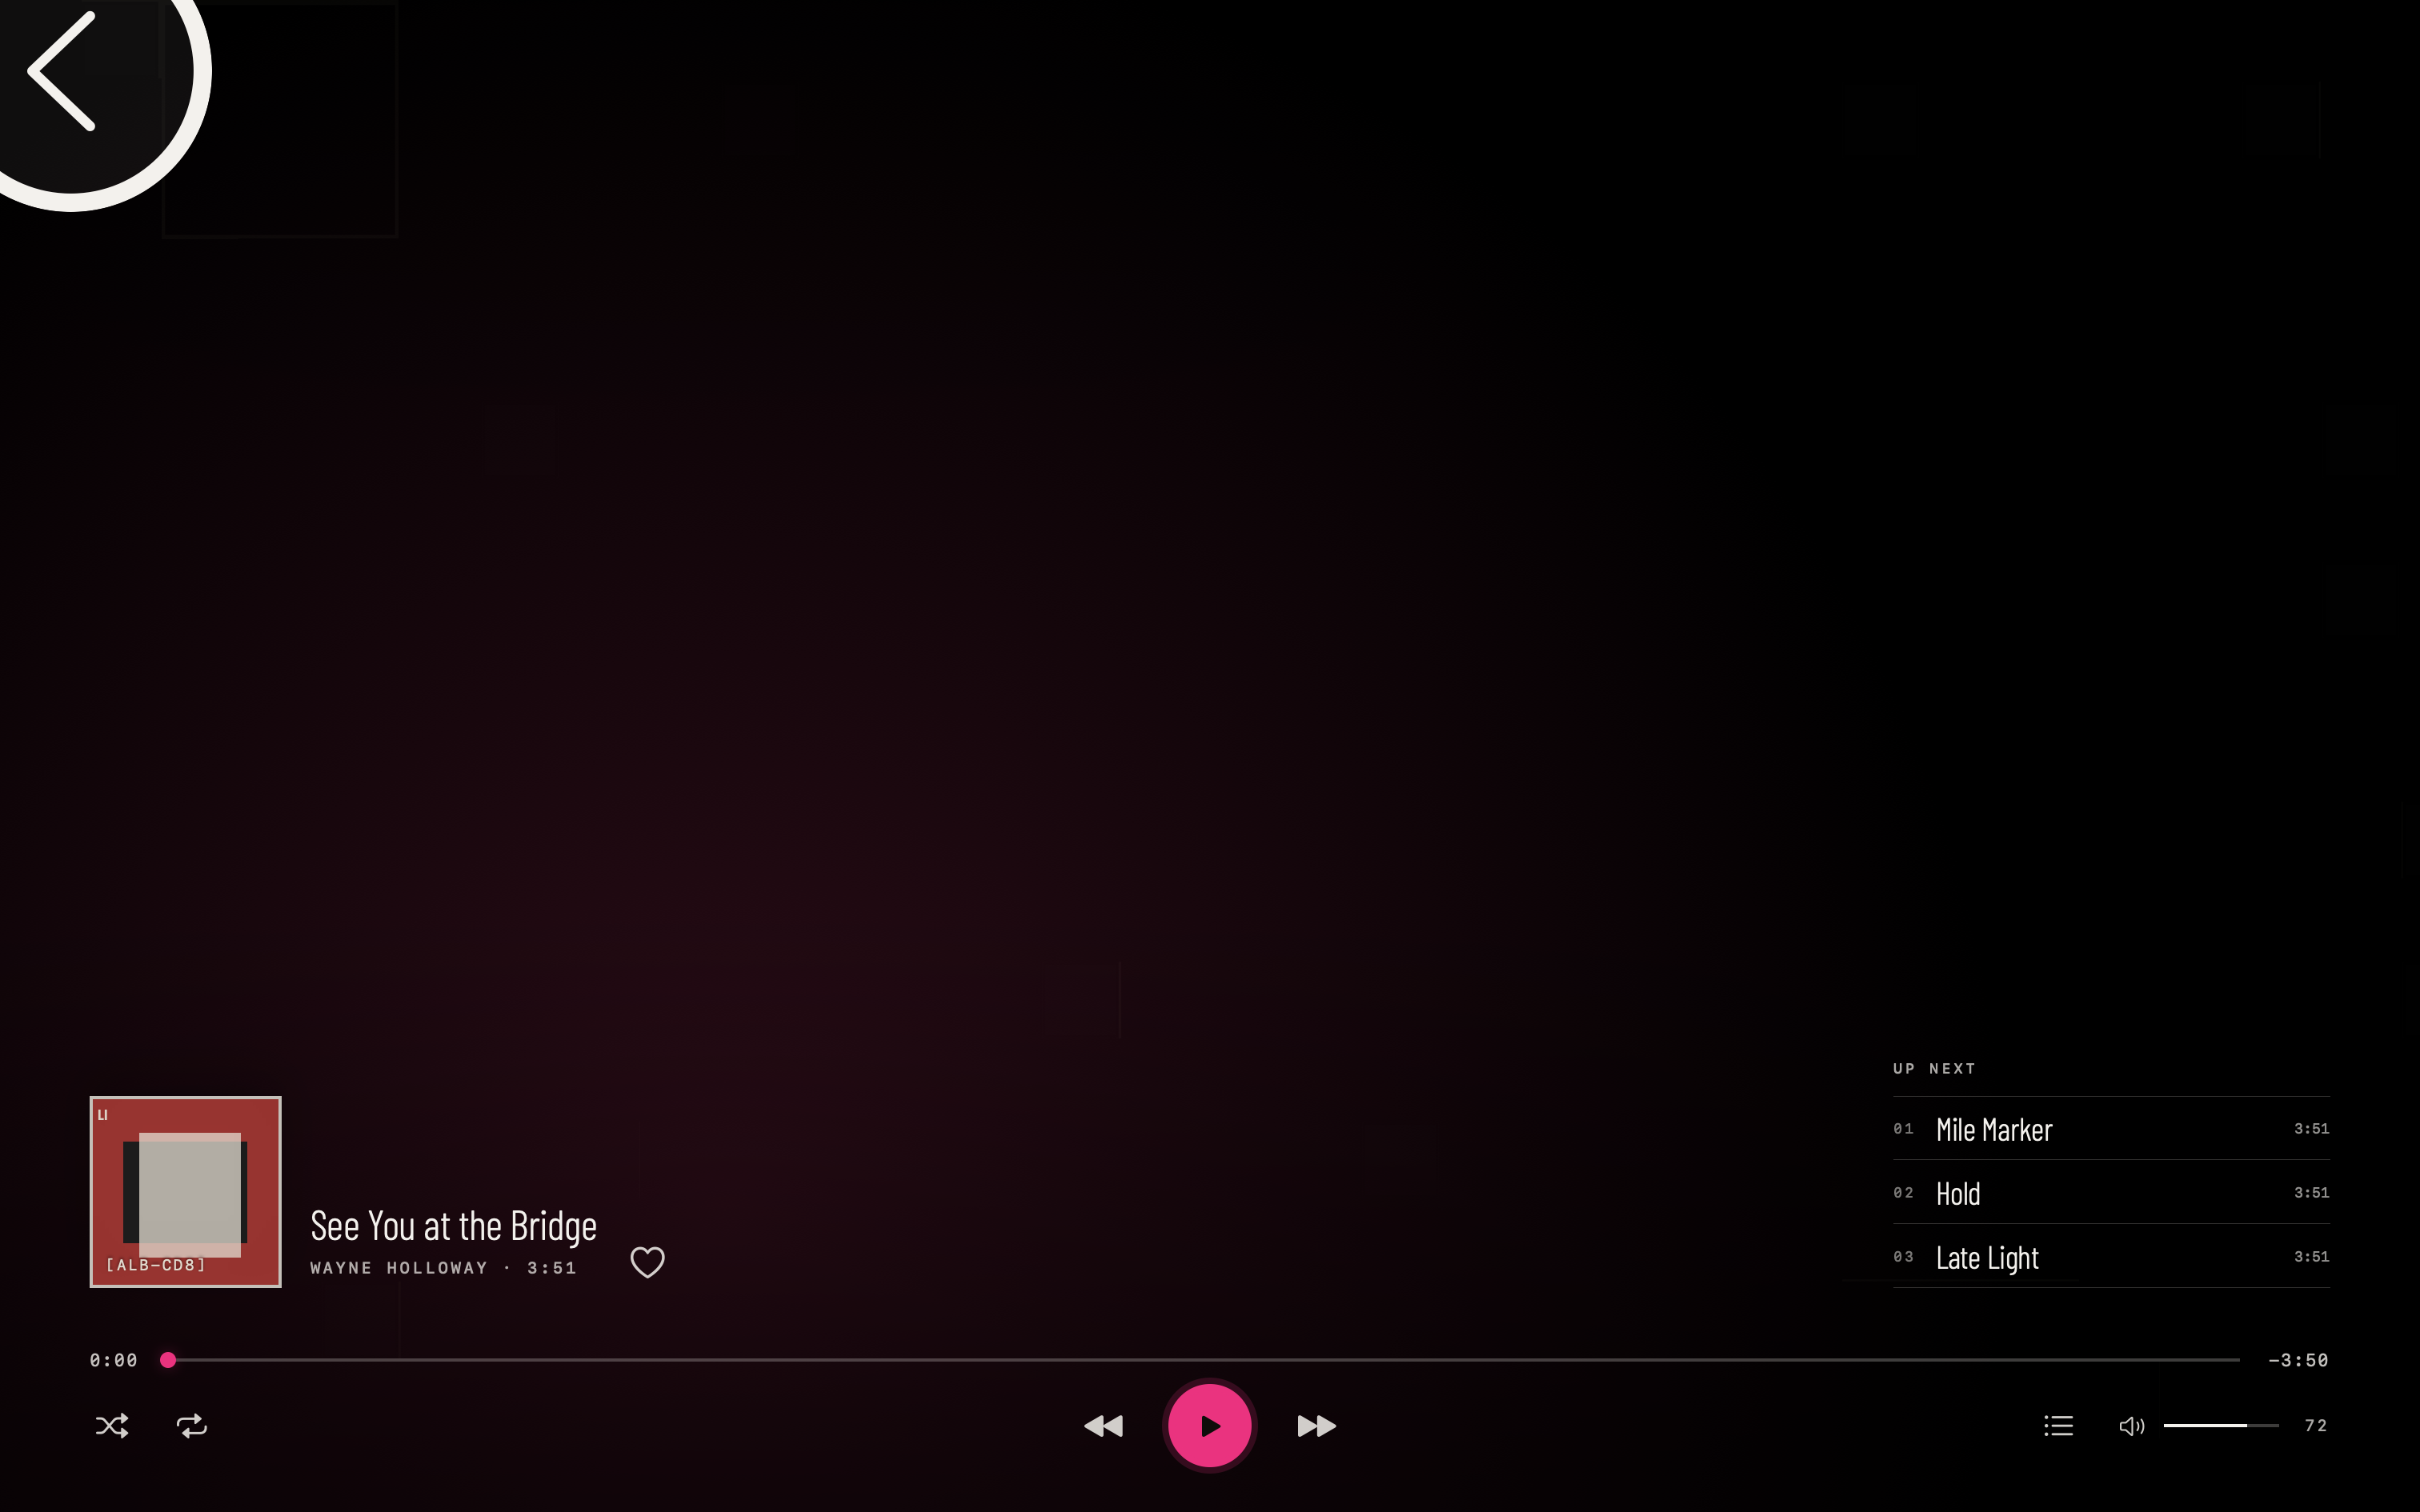 LI
[ALB-CD8]
See You at the Bridge
WAYNE HOLLOWAY · 3:51
UP NEXT
01 Mile Marker 3:51
02 Hold 3:51
03 Late Light 3:51
0:00 -3:50
72